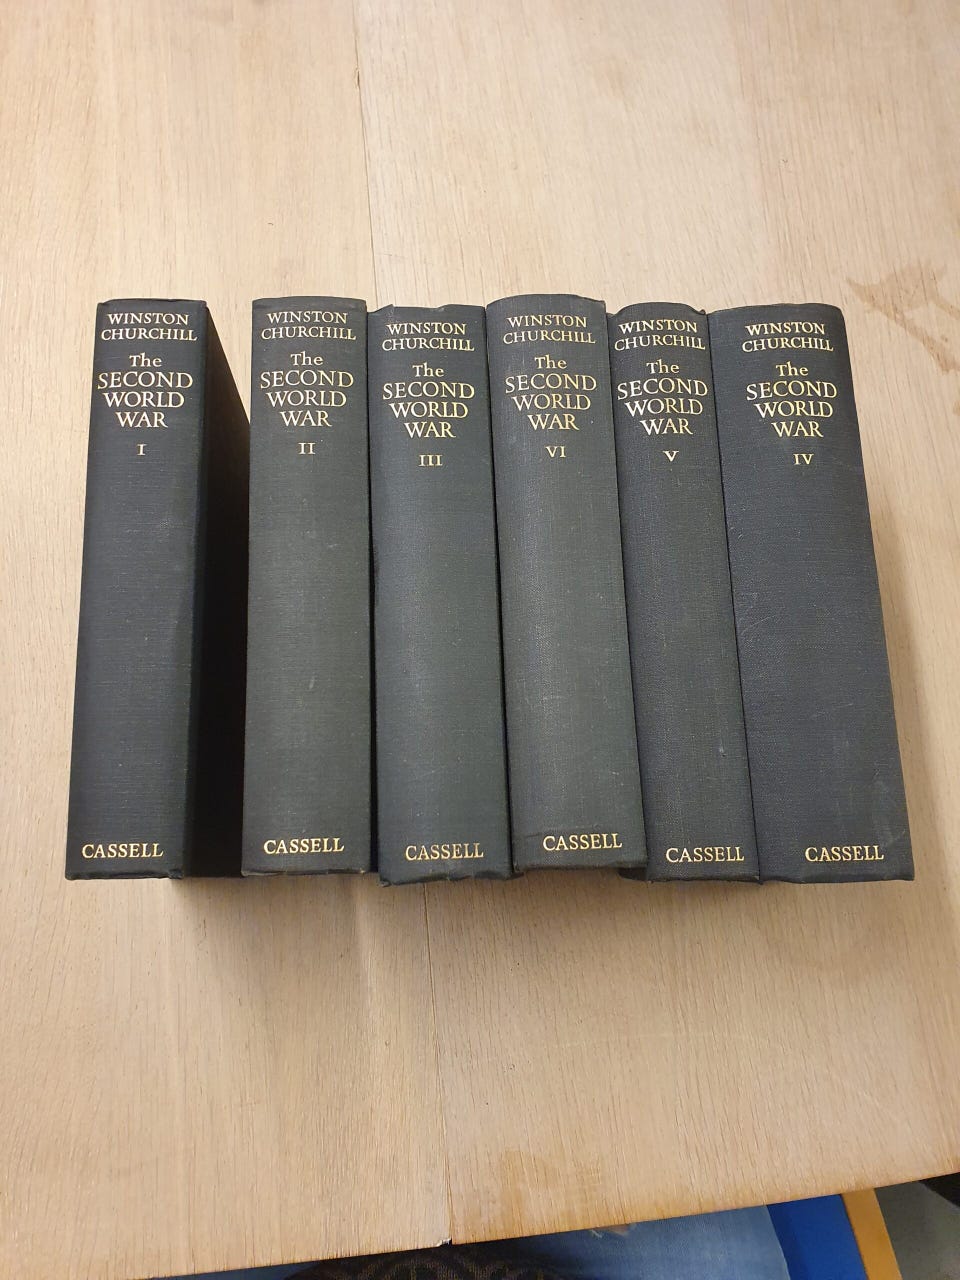 WINSTON
CHURCHILL
The
SECOND
WORLD
WAR
I
CASSELL
WINSTON
CHURCHILL
The
SECOND
WORLD
WAR
II
CASSELL
WINSTON
CHURCHILL
The
SECOND
WORLD
WAR
III
CASSELL
WINSTON
CHURCHILL
The
SECOND
WORLD
WAR
VI
CASSELL
WINSTON
CHURCHILL
The
SECOND
WORLD
WAR
V
CASSELL
WINSTON
CHURCHILL
The
SECOND
WORLD
WAR
IV
CASSELL